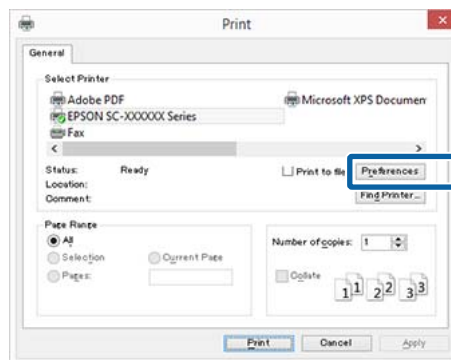 Print
General
Select Printer
Adobe PDF
Microsoft XPS Documen
EPSON SC-XXXXXX Series
Fax
Status: Ready
Print to file
Preferences
Location:
Comment:
Find Printer...
Page Range
All
Selection
Current Page
Pages:
Number of copies: 1
Collate
1 1 2 2 3 3
Print Cancel Apply